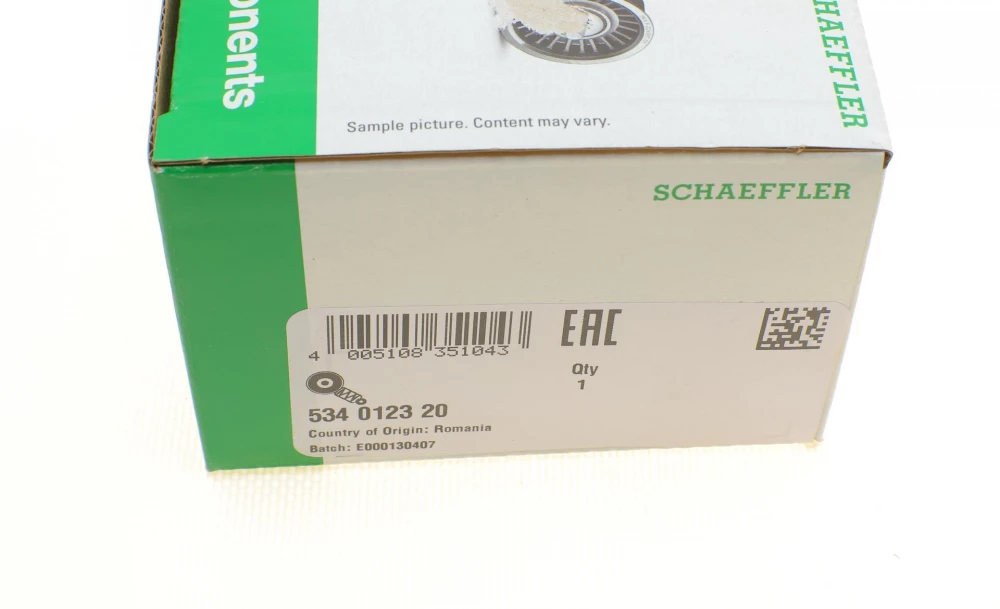 onents
HAEFFLER
Sample picture. Content may vary.
SCHAEFFLER
4 005108 351043
EAC
Qty
1
534 0123 20
Country of Origin: Romania
Batch: E000130407